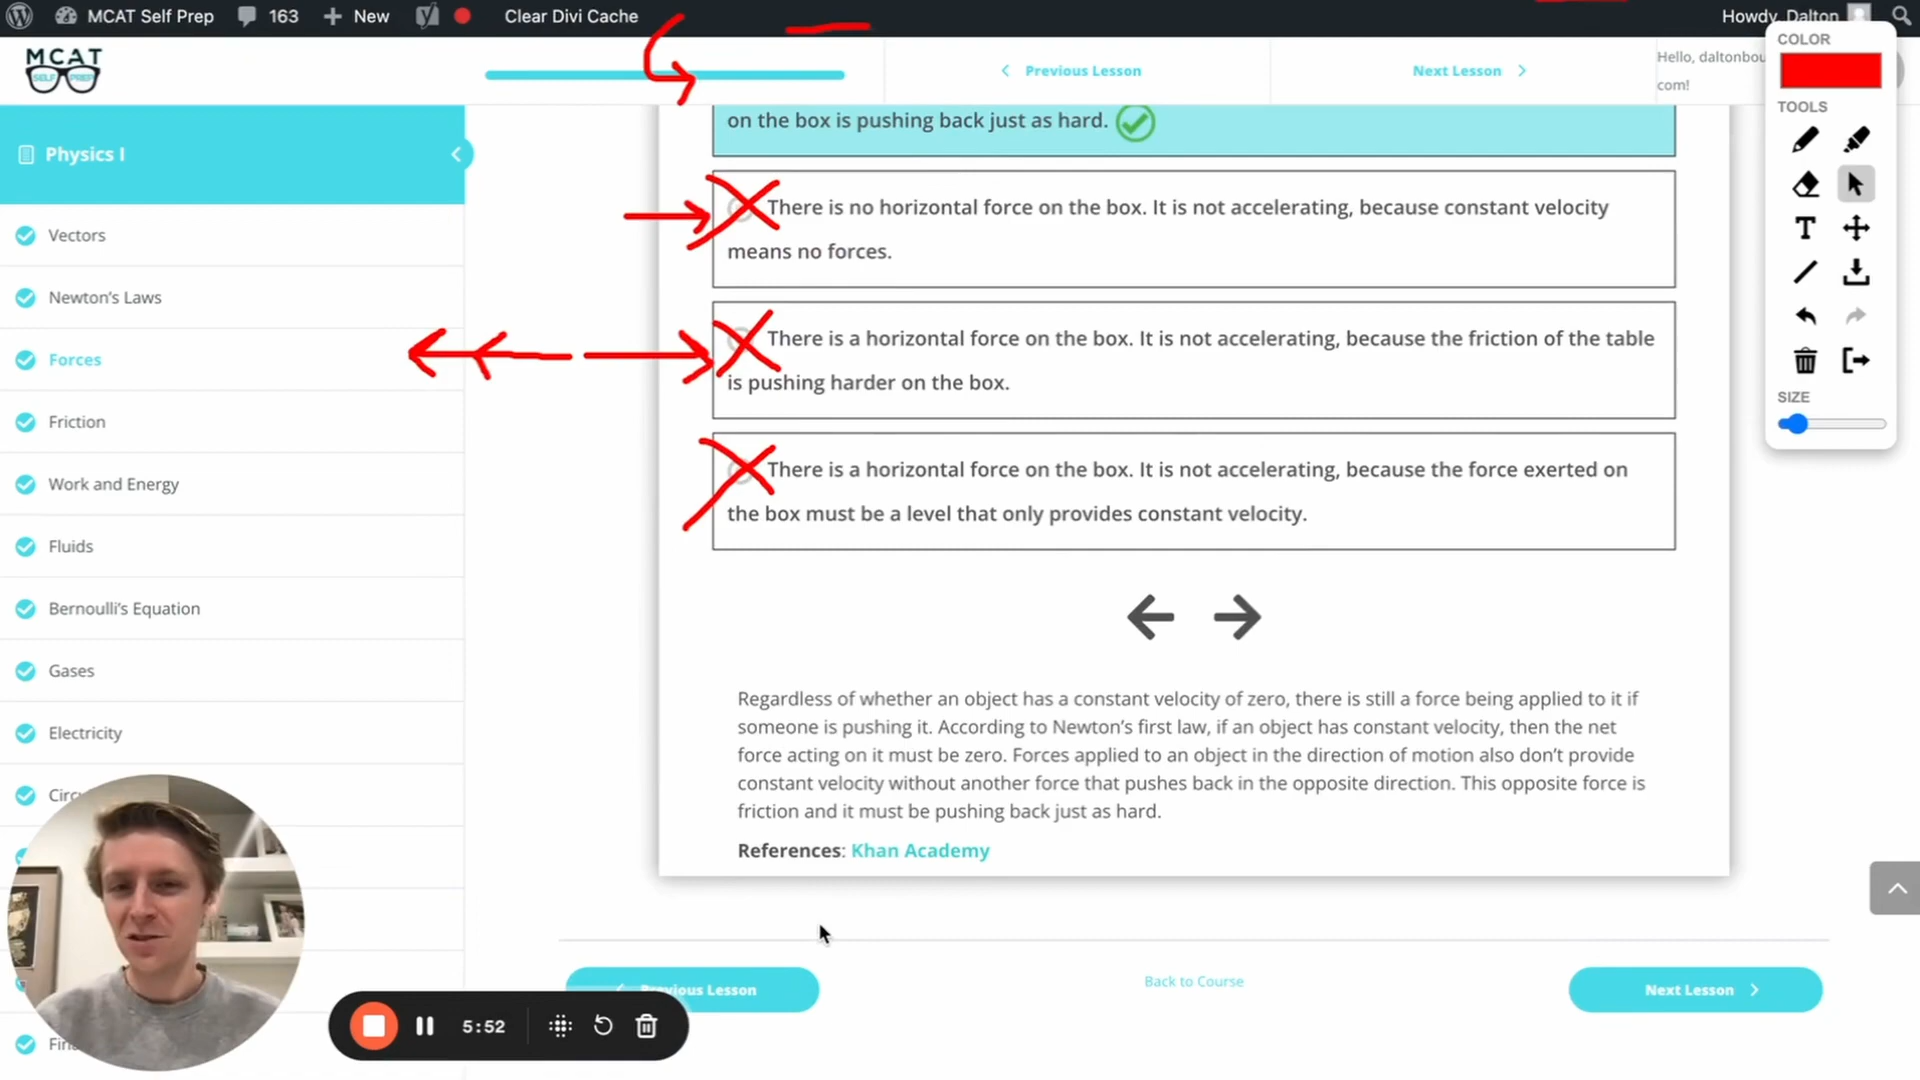 MCAT Self Prep 163 New Clear Divi Cache Howdy, Dalton
MCAT
SELF PREP
Previous Lesson
Next Lesson
Hello, daltonbou
com!
COLOR
TOOLS
SIZE
Physics I
Vectors
Newton's Laws
Forces
Friction
Work and Energy
Fluids
Bernoulli's Equation
Gases
Electricity
on the box is pushing back just as hard.
There is no horizontal force on the box. It is not accelerating, because constant velocity
means no forces.
There is a horizontal force on the box. It is not accelerating, because the friction of the table
is pushing harder on the box.
There is a horizontal force on the box. It is not accelerating, because the force exerted on
the box must be a level that only provides constant velocity.
Regardless of whether an object has a constant velocity of zero, there is still a force being applied to it if
someone is pushing it. According to Newton's first law, if an object has constant velocity, then the net
force acting on it must be zero. Forces applied to an object in the direction of motion also don't provide
constant velocity without another force that pushes back in the opposite direction. This opposite force is
friction and it must be pushing back just as hard.
References: Khan Academy
Previous Lesson
Back to Course
Next Lesson
5:52